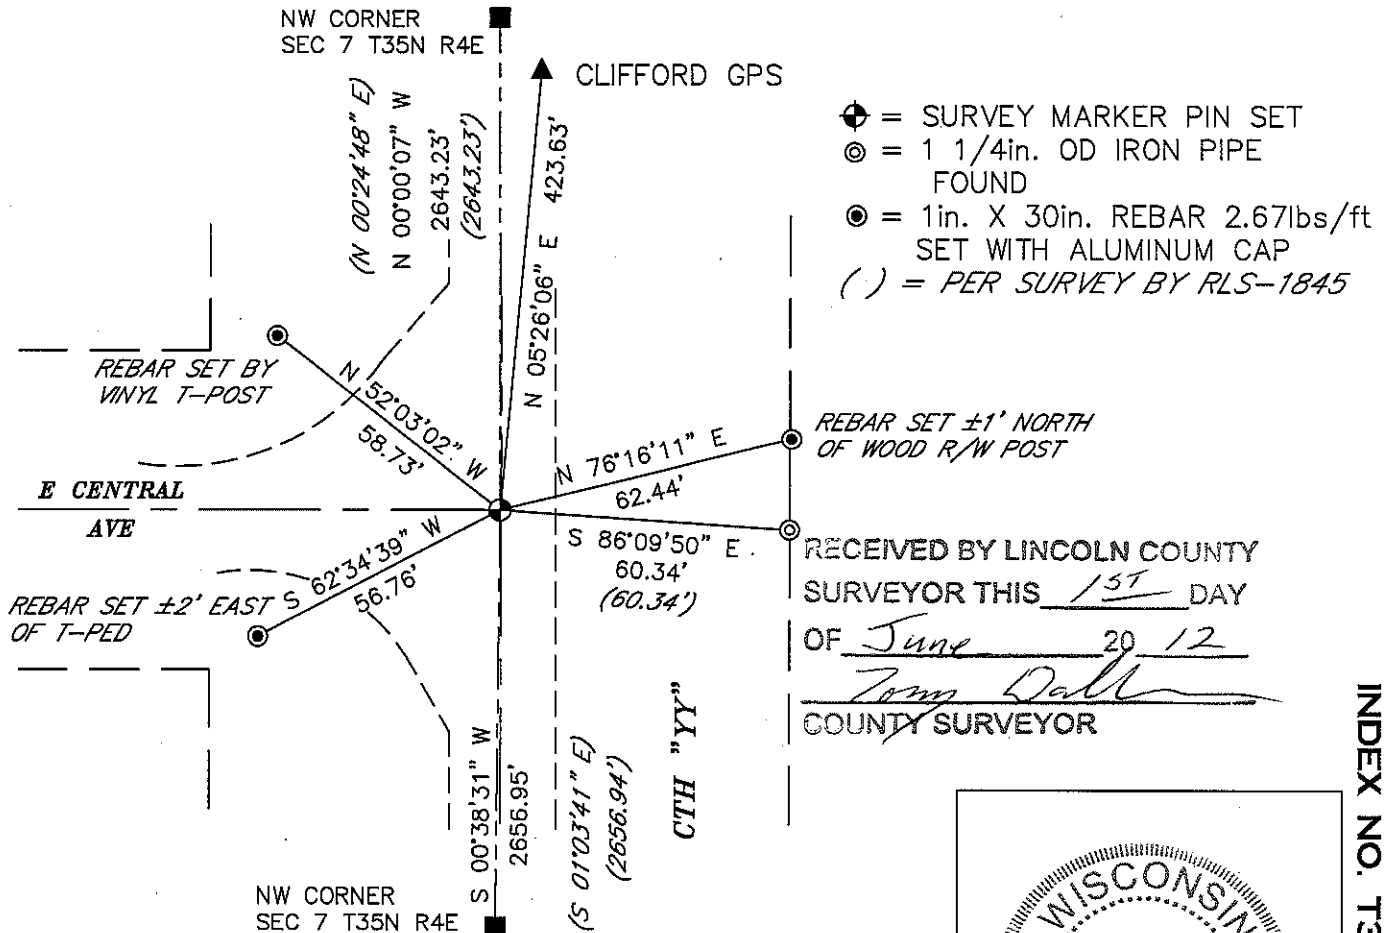 NW CORNER
SEC 7 T35N R4E
CLIFFORD GPS
(N 00°24'48" E)
N 00°00'07" W
2643.23'
(2643.23')
N 05°26'06" E 423.63'
= SURVEY MARKER PIN SET
= 1 1/4in. OD IRON PIPE
FOUND
= 1in. X 30in. REBAR 2.67lbs/ft
SET WITH ALUMINUM CAP
( ) = PER SURVEY BY RLS-1845
REBAR SET BY
VINYL T-POST
N 52°03'02" W
58.73'
N 76°16'11" E
62.44'
REBAR SET ±1' NORTH
OF WOOD R/W POST
E CENTRAL
AVE
S 86°09'50" E
60.34'
(60.34')
S 62°34'39" W
56.76'
REBAR SET ±2' EAST
OF T-PED
RECEIVED BY LINCOLN COUNTY
SURVEYOR THIS 1ST DAY
OF June 20 12
Tony Dall
COUNTY SURVEYOR
CTH "YY"
S 00°38'31" W
2656.95'
(S 01°03'41" E)
(2656.94')
NW CORNER
SEC 7 T35N R4E
WISCONSIN
INDEX NO. T3